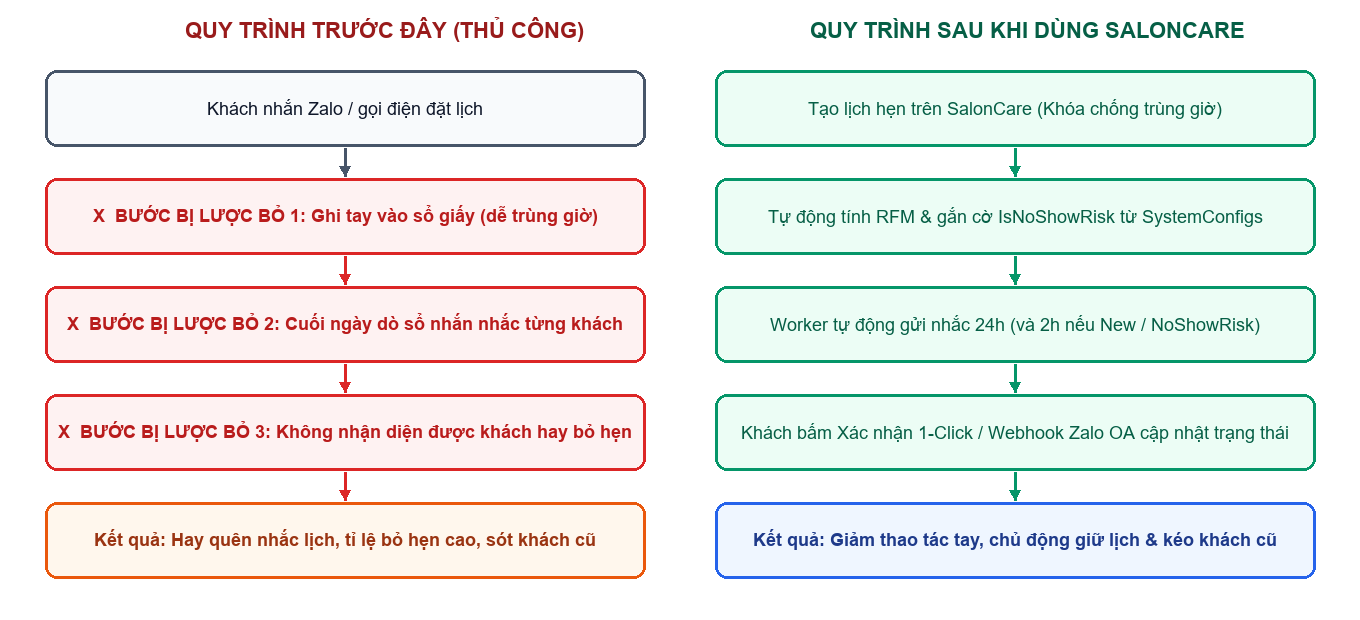 QUY TRÌNH TRƯỚC ĐÂY (THỦ CÔNG)
Khách nhắn Zalo / gọi điện đặt lịch
X BƯỚC BỊ LƯỢC BỎ 1: Ghi tay vào sổ giấy (dễ trùng giờ)
X BƯỚC BỊ LƯỢC BỎ 2: Cuối ngày dò sổ nhắn nhắc từng khách
X BƯỚC BỊ LƯỢC BỎ 3: Không nhận diện được khách hay bỏ hẹn
Kết quả: Hay quên nhắc lịch, tỉ lệ bỏ hẹn cao, sót khách cũ
QUY TRÌNH SAU KHI DÙNG SALONCARE
Tạo lịch hẹn trên SalonCare (Khóa chống trùng giờ)
Tự động tính RFM & gắn cờ IsNoShowRisk từ SystemConfigs
Worker tự động gửi nhắc 24h (và 2h nếu New / NoShowRisk)
Khách bấm Xác nhận 1-Click / Webhook Zalo OA cập nhật trạng thái
Kết quả: Giảm thao tác tay, chủ động giữ lịch & kéo khách cũ